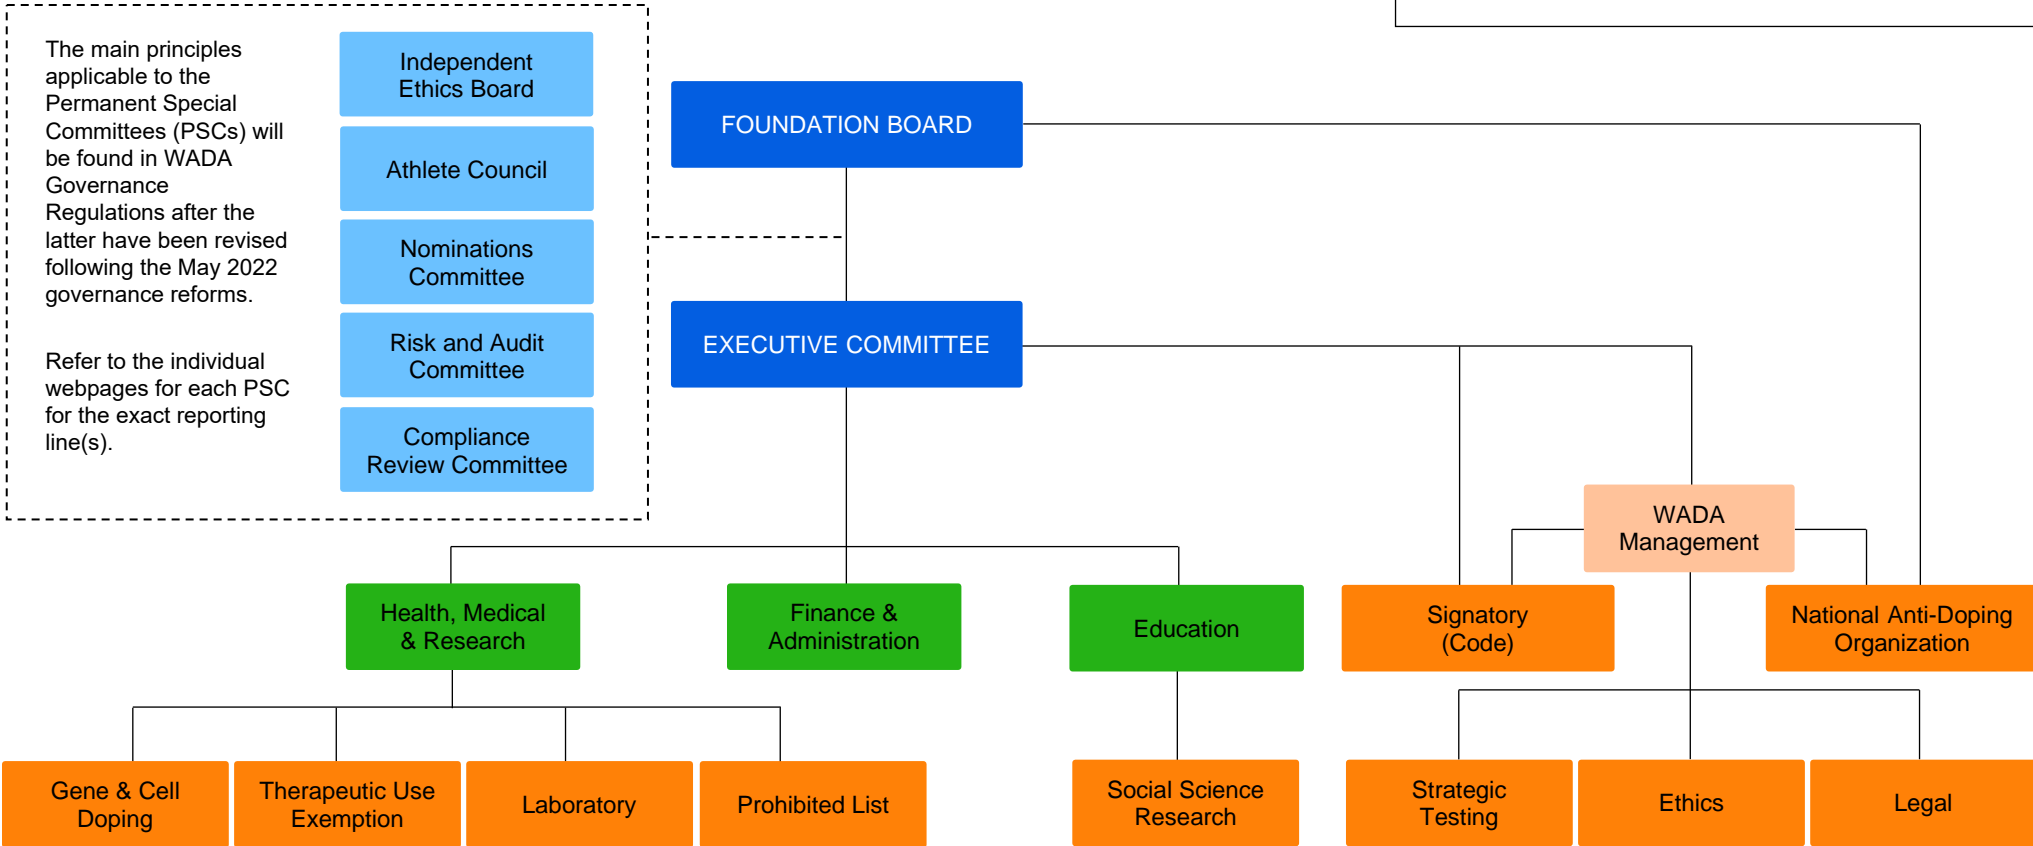 The main principles
applicable to the
Permanent Special
Committees (PSCs) will
be found in WADA
Governance
Regulations after the
latter have been revised
following the May 2022
governance reforms.
Refer to the individual
webpages for each PSC
for the exact reporting
line(s).
Independent
Ethics Board
Athlete Council
Nominations
Committee
Risk and Audit
Committee
Compliance
Review Committee
FOUNDATION BOARD
EXECUTIVE COMMITTEE
WADA
Management
Health, Medical
& Research
Finance &
Administration
Education
Signatory
(Code)
National Anti-Doping
Organization
Gene & Cell
Doping
Therapeutic Use
Exemption
Laboratory
Prohibited List
Social Science
Research
Strategic
Testing
Ethics
Legal